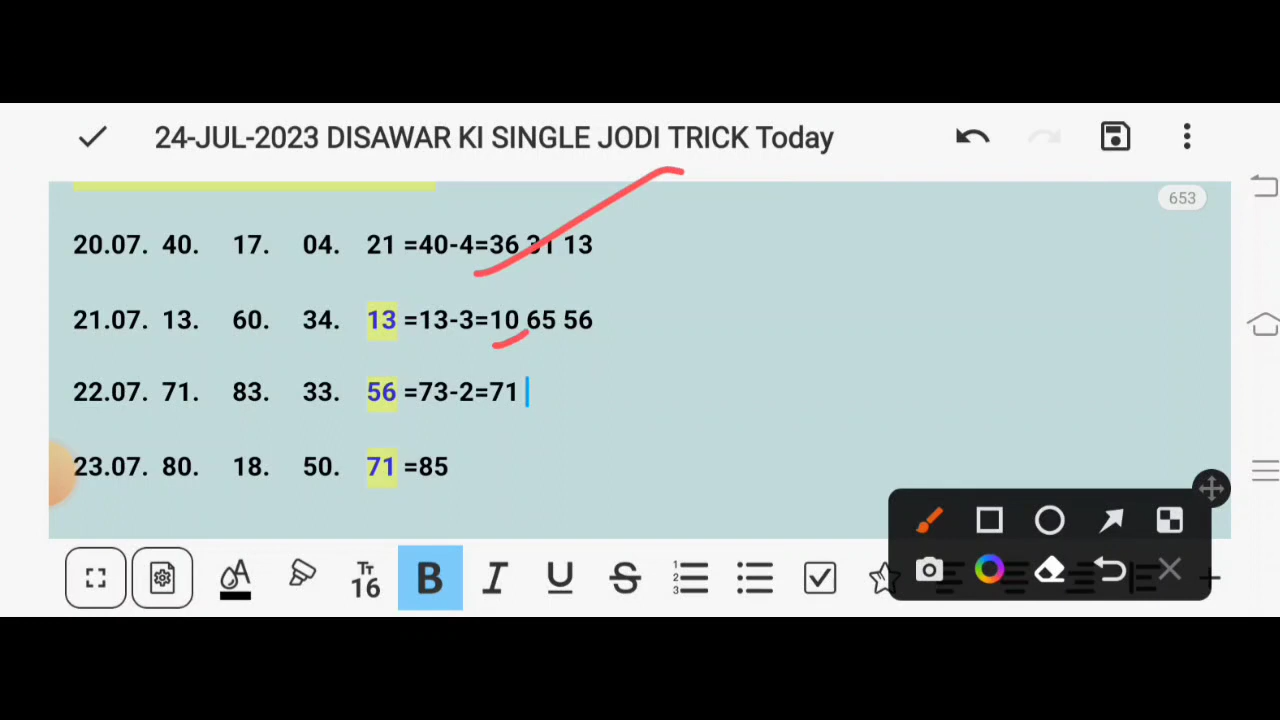 24-JUL-2023 DISAWAR KI SINGLE JODI TRICK Today
653
20.07. 40. 17. 04. 21 =40-4=36 31 13
21.07. 13. 60. 34. 13 =13-3=10 65 56
22.07. 71. 83. 33. 56 =73-2=71
23.07. 80. 18. 50. 71 =85
Tт 16 B I U S